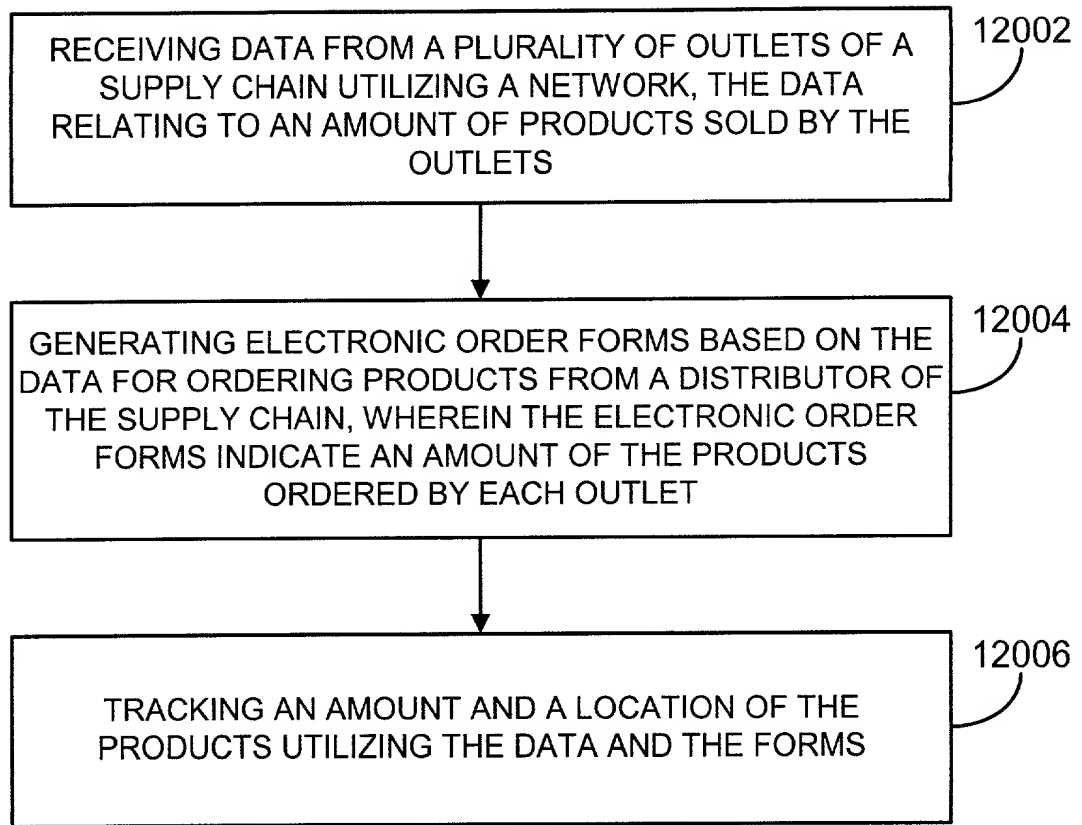 RECEIVING DATA FROM A PLURALITY OF OUTLETS OF A
SUPPLY CHAIN UTILIZING A NETWORK, THE DATA
RELATING TO AN AMOUNT OF PRODUCTS SOLD BY THE
OUTLETS
12002
GENERATING ELECTRONIC ORDER FORMS BASED ON THE
DATA FOR ORDERING PRODUCTS FROM A DISTRIBUTOR OF
THE SUPPLY CHAIN, WHEREIN THE ELECTRONIC ORDER
FORMS INDICATE AN AMOUNT OF THE PRODUCTS
ORDERED BY EACH OUTLET
12004
TRACKING AN AMOUNT AND A LOCATION OF THE
PRODUCTS UTILIZING THE DATA AND THE FORMS
12006